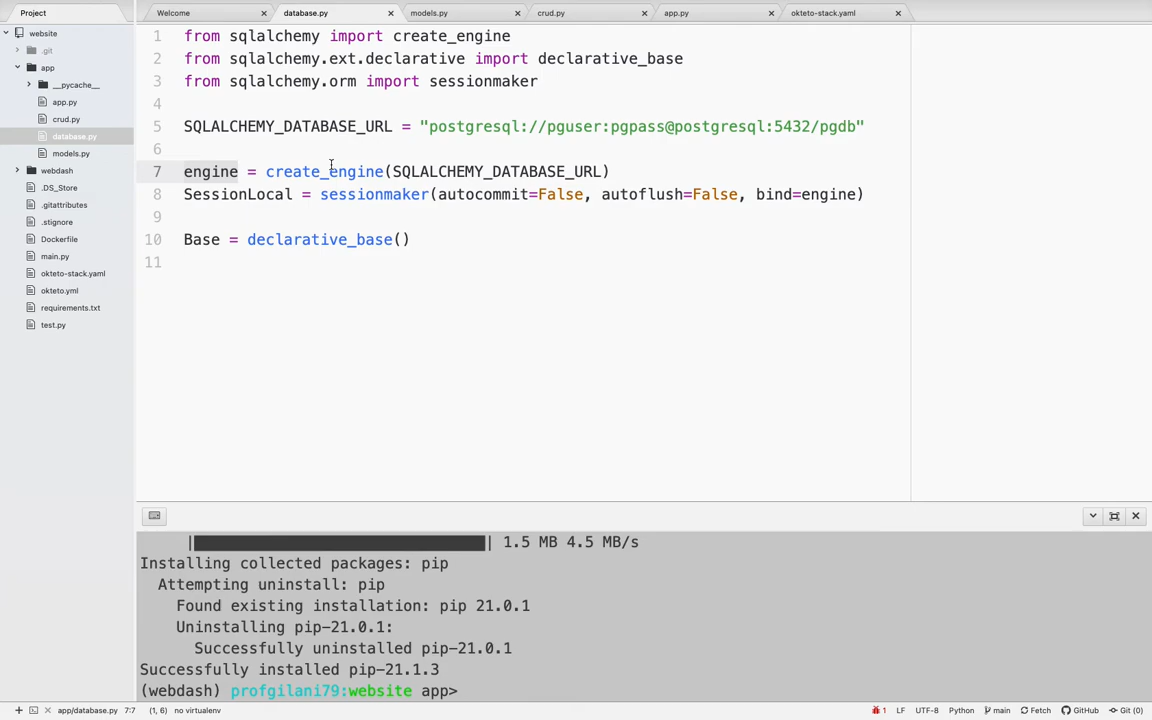 Project
Welcome
database.py
models.py
crud.py
app.py
okteto-stack.yaml
website
.git
app
__pycache__
app.py
crud.py
database.py
models.py
webdash
.DS_Store
.gitattributes
.stignore
Dockerfile
main.py
okteto-stack.yaml
okteto.yml
requirements.txt
test.py
1 from sqlalchemy import create_engine
2 from sqlalchemy.ext.declarative import declarative_base
3 from sqlalchemy.orm import sessionmaker
4
5 SQLALCHEMY_DATABASE_URL = "postgresql://pguser:pgpass@postgresql:5432/pgdb"
6
7 engine = create_engine(SQLALCHEMY_DATABASE_URL)
8 SessionLocal = sessionmaker(autocommit=False, autoflush=False, bind=engine)
9
10 Base = declarative_base()
11
1.5 MB 4.5 MB/s
Installing collected packages: pip
Attempting uninstall: pip
Found existing installation: pip 21.0.1
Uninstalling pip-21.0.1:
Successfully uninstalled pip-21.0.1
Successfully installed pip-21.1.3
(webdash) profgilani79:website app>
app/database.py 7:7 (1, 6) no virtualenv 1 LF UTF-8 Python main Fetch GitHub Git (0)